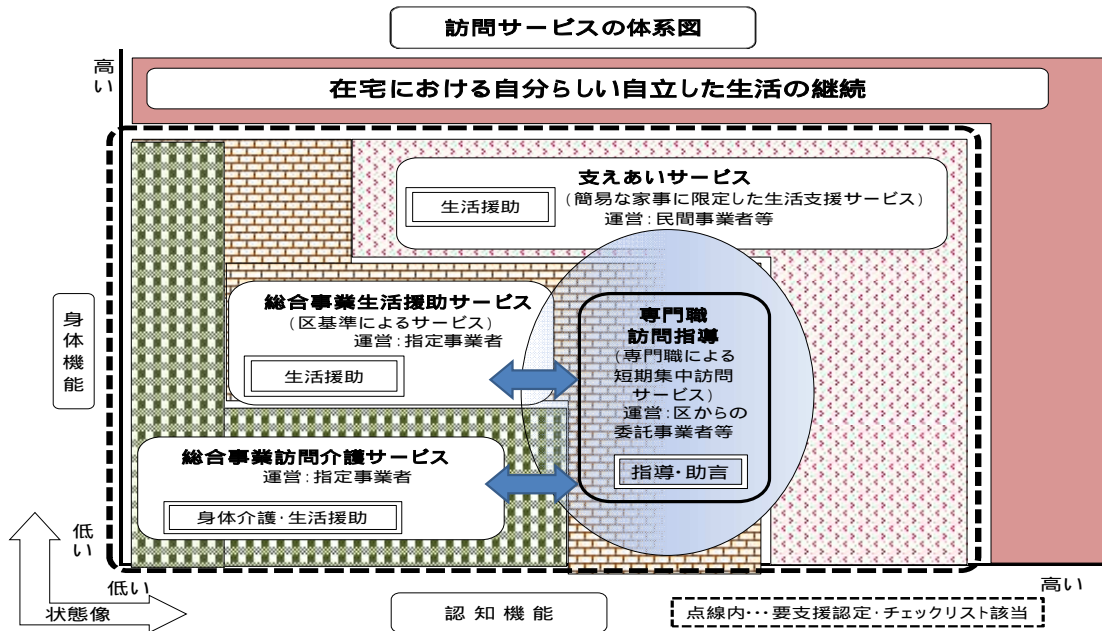 訪問サービスの体系図
高い
在宅における自分らしい自立した生活の継続
支えあいサービス
(簡易な家事に限定した生活支援サービス)
生活援助
運営:民間事業者等
身体機能
総合事業生活援助サービス
(区基準によるサービス)
運営:指定事業者
生活援助
専門職
訪問指導
(専門職による
短期集中訪問
サービス)
運営:区からの
委託事業者等
指導・助言
総合事業訪問介護サービス
運営:指定事業者
身体介護・生活援助
低い
低い
高い
状態像
認知機能
点線内･･･要支援認定・チェックリスト該当